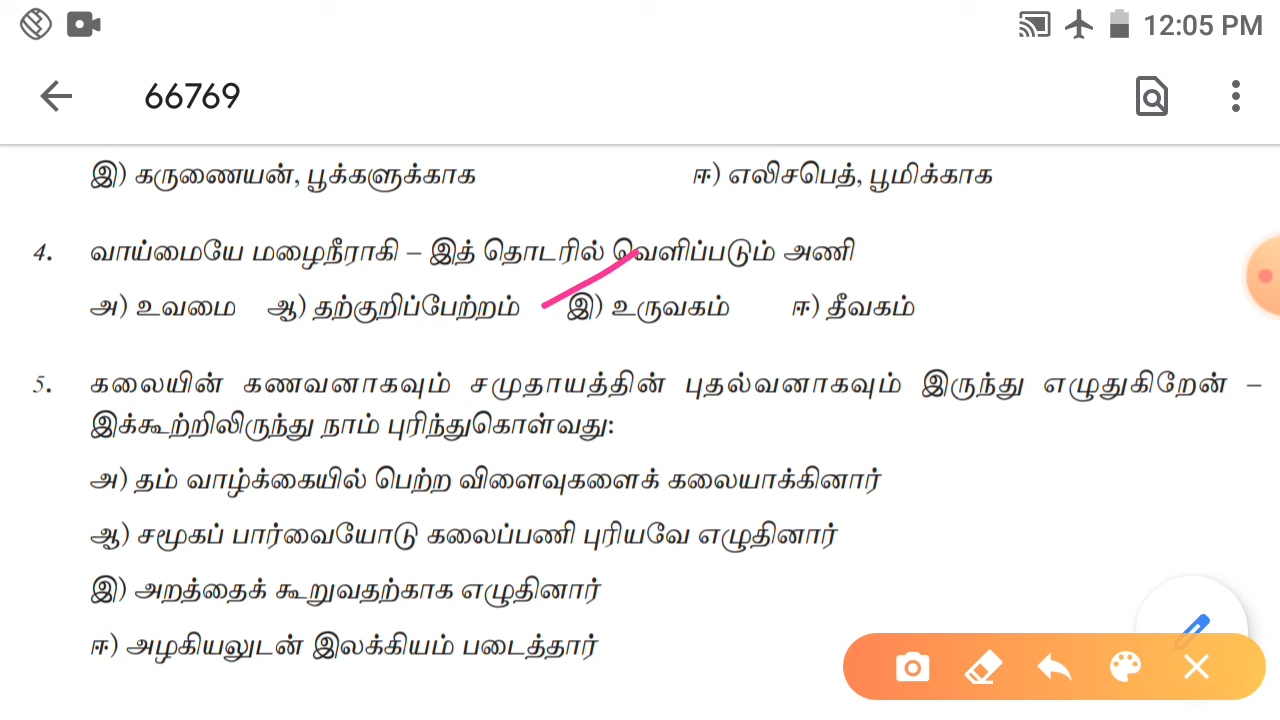 12:05 PM
66769
இ) கருணையன், பூக்களுக்காக ஈ) எலிசபெத், பூமிக்காக
4. வாய்மையே மழைநீராகி – இத் தொடரில் வெளிப்படும் அணி
அ) உவமை ஆ) தற்குறிப்பேற்றம் இ) உருவகம் ஈ) தீவகம்
5. கலையின் கணவனாகவும் சமுதாயத்தின் புதல்வனாகவும் இருந்து எழுதுகிறேன் –
இக்கூற்றிலிருந்து நாம் புரிந்துகொள்வது:
அ) தம் வாழ்க்கையில் பெற்ற விளைவுகளைக் கலையாக்கினார்
ஆ) சமூகப் பார்வையோடு கலைப்பணி புரியவே எழுதினார்
இ) அறத்தைக் கூறுவதற்காக எழுதினார்
ஈ) அழகியலுடன் இலக்கியம் படைத்தார்